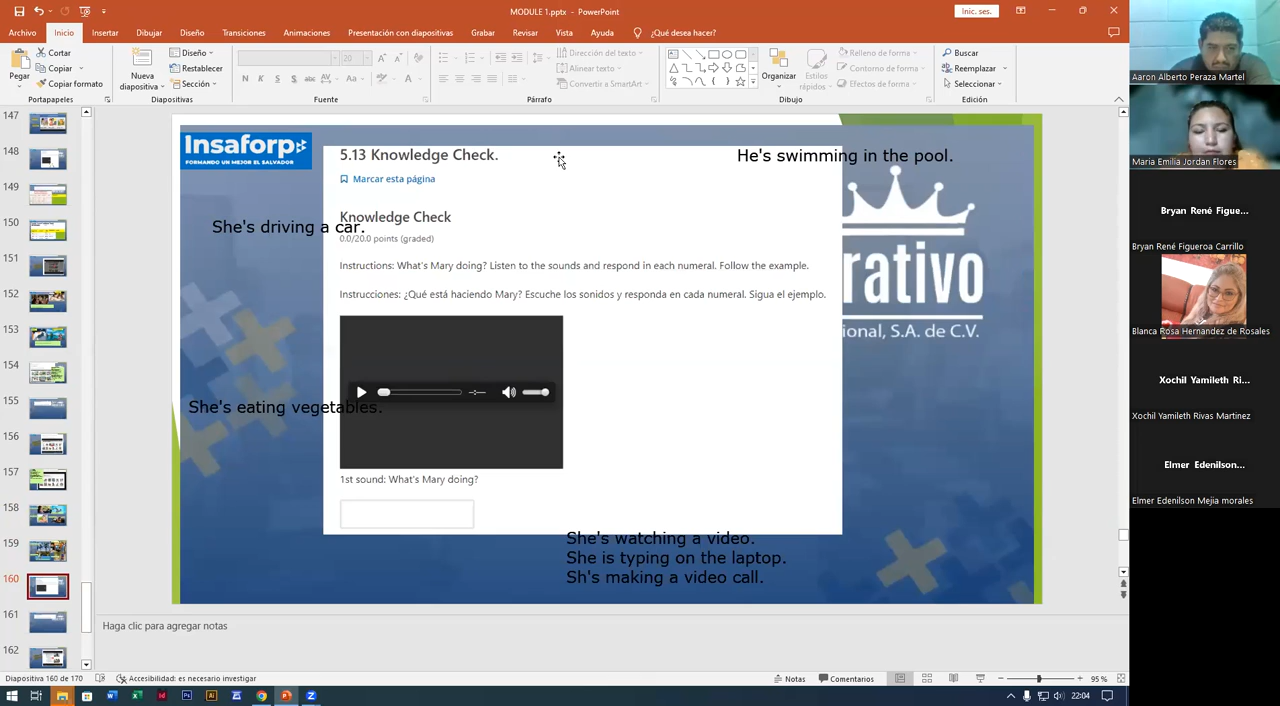 MODULE 1.pptx - PowerPoint
Inic. ses.
Archivo Inicio Insertar Dibujar Diseño Transiciones Animaciones Presentación con diapositivas Grabar Revisar Vista Ayuda ¿Qué desea hacer?
Pegar
Cortar
Copiar
Copiar formato
Portapapeles
Nueva
diapositiva
Diseño
Restablecer
Sección
Diapositivas
20
N K S S abc AV Aa A
Fuente
Párrafo
Dirección del texto
Alinear texto
Convertir a SmartArt
Organizar
Estilos
rápidos
Relleno de forma
Contorno de forma
Efectos de forma
Dibujo
Buscar
Reemplazar
Seleccionar
Edición
147
148
149
150
151
152
153
154
155
156
157
158
159
160
161
162
Insaforp
FORMANDO UN MEJOR EL SALVADOR
5.13 Knowledge Check.
He's swimming in the pool.
Marcar esta página
Knowledge Check
She's driving a car.
0.0/20.0 points (graded)
Instructions: What's Mary doing? Listen to the sounds and respond in each numeral. Follow the example.
Instrucciones: ¿Qué está haciendo Mary? Escuche los sonidos y responda en cada numeral. Siga el ejemplo.
rativo
ional, S.A. de C.V.
She's eating vegetables.
1st sound: What's Mary doing?
She's watching a video.
She is typing on the laptop.
Sh's making a video call.
Haga clic para agregar notas
Diapositiva 160 de 170
Accesibilidad: es necesario investigar
Notas
Comentarios
95 %
22:04
Aaron Alberto Peraza Martel
Maria Emilia Jordan Flores
Bryan René Figue...
Bryan René Figueroa Carrillo
Blanca Rosa Hernandez de Rosales
Xochil Yamileth Ri...
Xochil Yamileth Rivas Martinez
Elmer Edenilson...
Elmer Edenilson Mejia morales